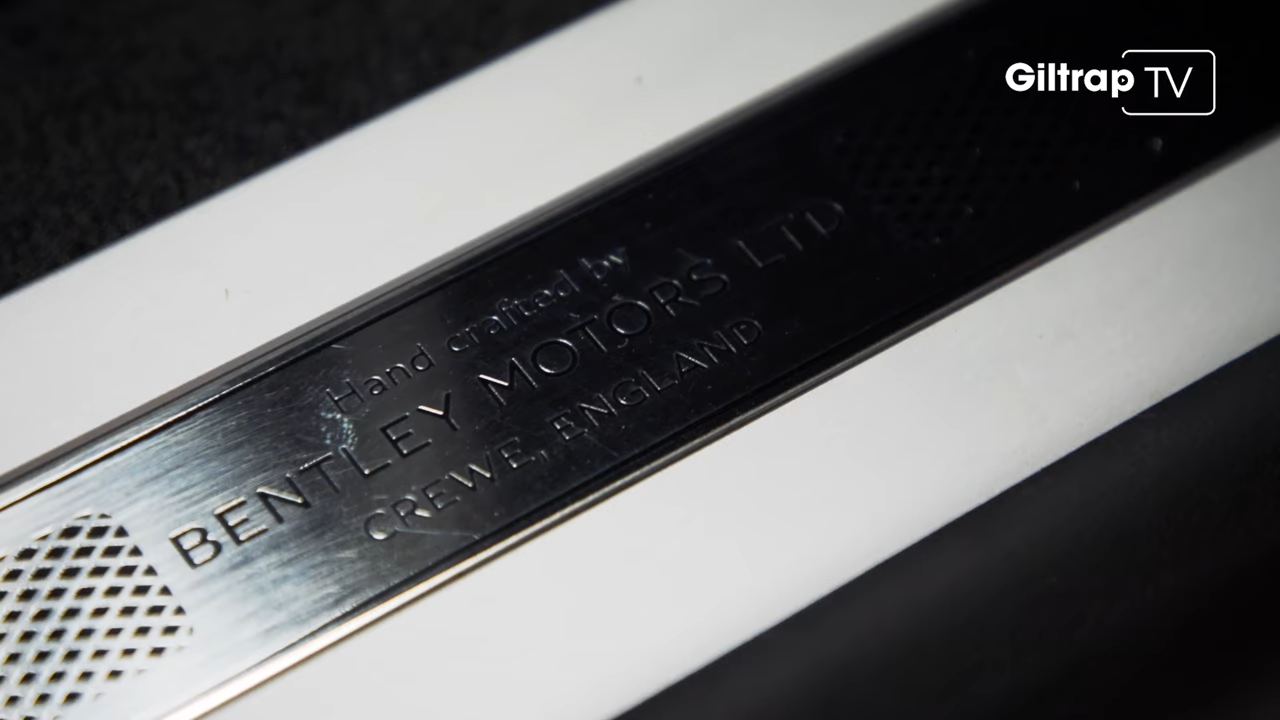 Giltrap TV
Hand crafted by
BENTLEY MOTORS LTD
CREWE, ENGLAND